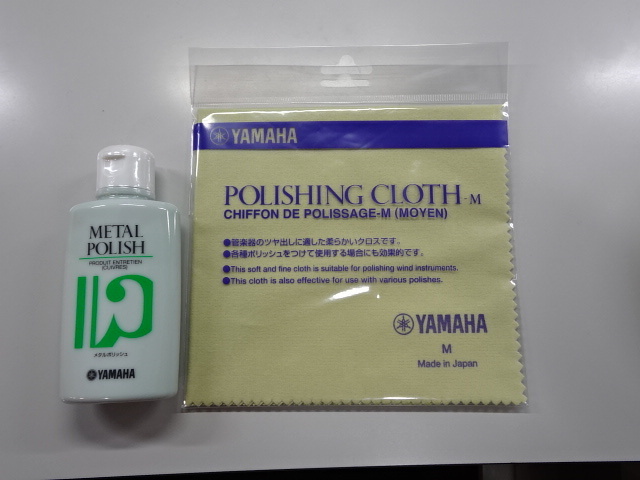 METAL
POLISH
PRODUIT ENTRETIEN
(CUIVRES)
メタルポリッシュ
YAMAHA
YAMAHA
POLISHING CLOTH-M
CHIFFON DE POLISSAGE-M (MOYEN)
●管楽器のツヤ出しに適した柔らかいクロスです。
●各種ポリッシュをつけて使用する場合にも効果的です。
●This soft and fine cloth is suitable for polishing wind instruments.
●This cloth is also effective for use with various polishes.
YAMAHA
M
Made in Japan